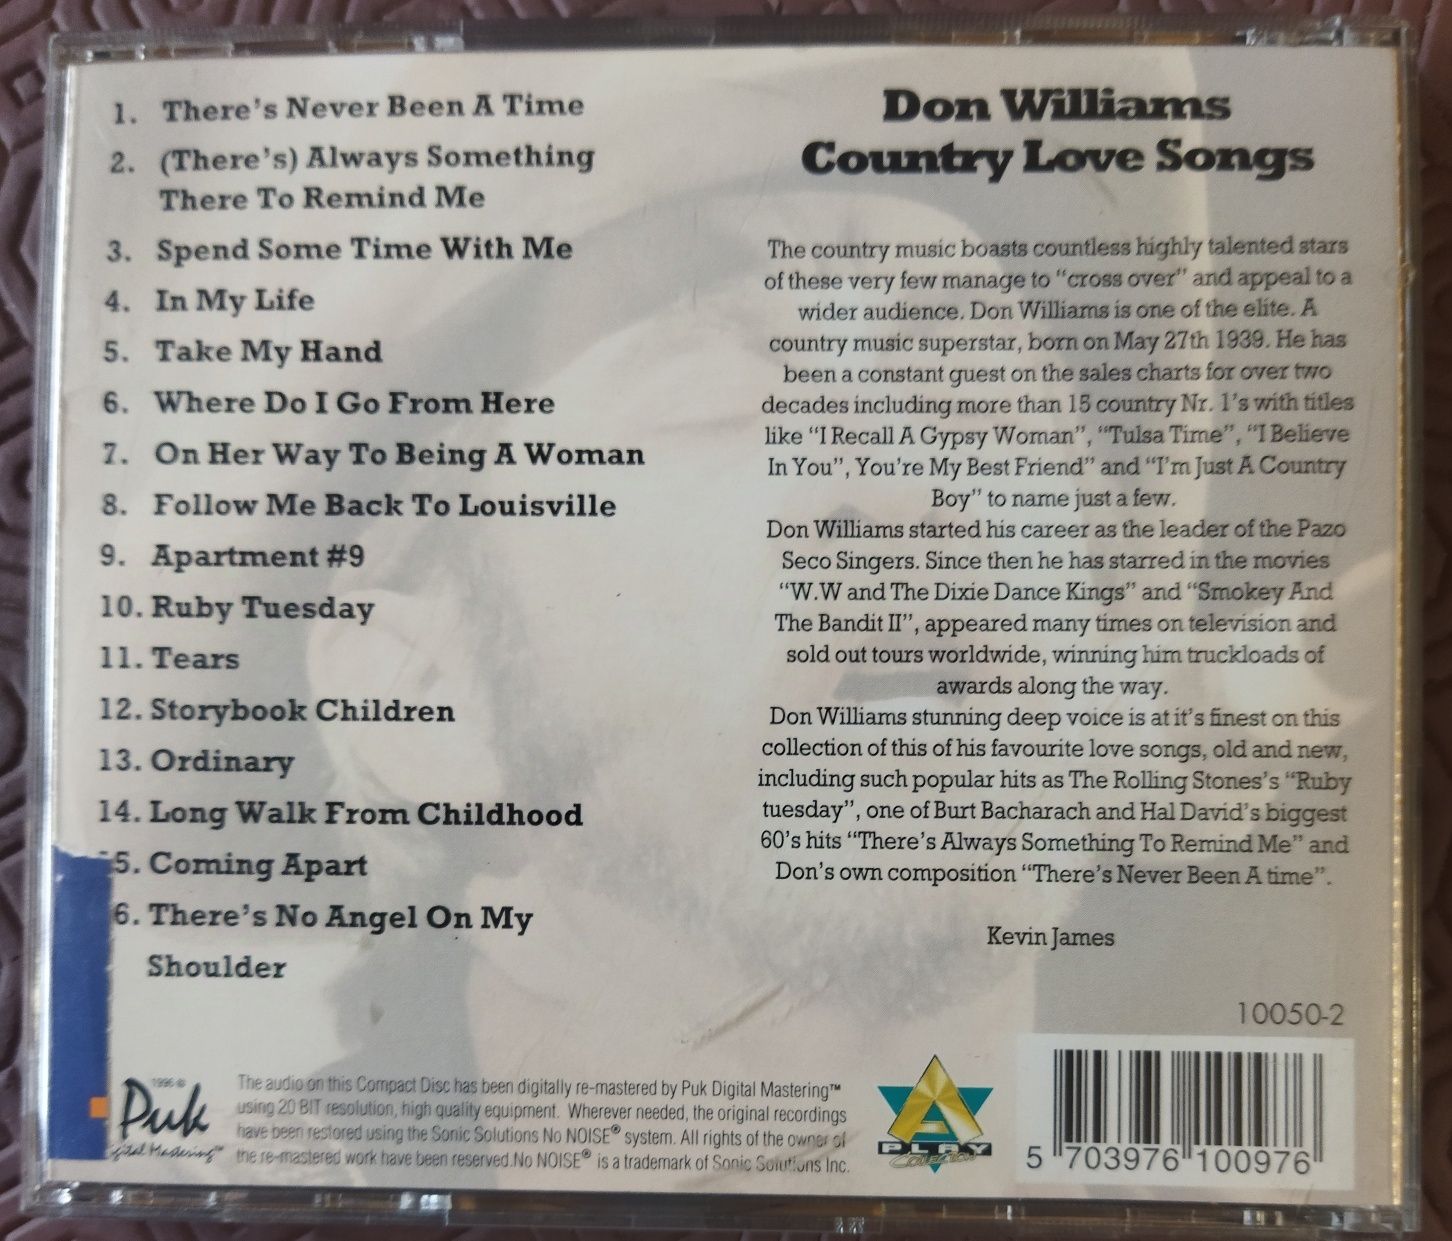 1. There's Never Been A Time
2. (There's) Always Something
There To Remind Me
3. Spend Some Time With Me
4. In My Life
5. Take My Hand
6. Where Do I Go From Here
7. On Her Way To Being A Woman
8. Follow Me Back To Louisville
9. Apartment #9
10. Ruby Tuesday
11. Tears
12. Storybook Children
13. Ordinary
14. Long Walk From Childhood
5. Coming Apart
6. There's No Angel On My
Shoulder
Don Williams
Country Love Songs
The country music boasts countless highly talented stars
of these very few manage to "cross over" and appeal to a
wider audience. Don Williams is one of the elite. A
country music superstar, born on May 27th 1939. He has
been a constant guest on the sales charts for over two
decades including more than 15 country Nr. 1's with titles
like "I Recall A Gypsy Woman", "Tulsa Time", "I Believe
In You", You're My Best Friend" and "I'm Just A Country
Boy" to name just a few.
Don Williams started his career as the leader of the Pazo
Seco Singers. Since then he has starred in the movies
"W.W and The Dixie Dance Kings" and "Smokey And
The Bandit II", appeared many times on television and
sold out tours worldwide, winning him truckloads of
awards along the way.
Don Williams stunning deep voice is at it's finest on this
collection of this of his favourite love songs, old and new,
including such popular hits as The Rolling Stones's "Ruby
tuesday", one of Burt Bacharach and Hal David's biggest
60's hits "There's Always Something To Remind Me" and
Don's own composition "There's Never Been A time".
Kevin James
10050-2
1996 ©
Puk
gital Mastering™
The audio on this Compact Disc has been digitally re-mastered by Puk Digital Mastering™
using 20 BIT resolution, high quality equipment. Wherever needed, the original recordings
have been restored using the Sonic Solutions No NOISE® system. All rights of the owner of
the re-mastered work have been reserved.No NOISE® is a trademark of Sonic Solutions Inc.
A
PLAY
COLLECTION
5 703976 100976